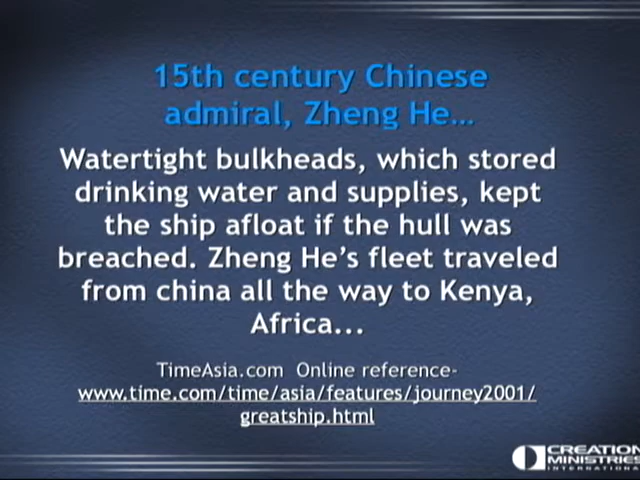 15th century Chinese
admiral, Zheng He…
Watertight bulkheads, which stored
drinking water and supplies, kept
the ship afloat if the hull was
breached. Zheng He’s fleet traveled
from china all the way to Kenya,
Africa...
TimeAsia.com  Online reference-
www.time.com/time/asia/features/journey2001/
greatship.html
CREATION
MINISTRIES
INTERNATIONAL